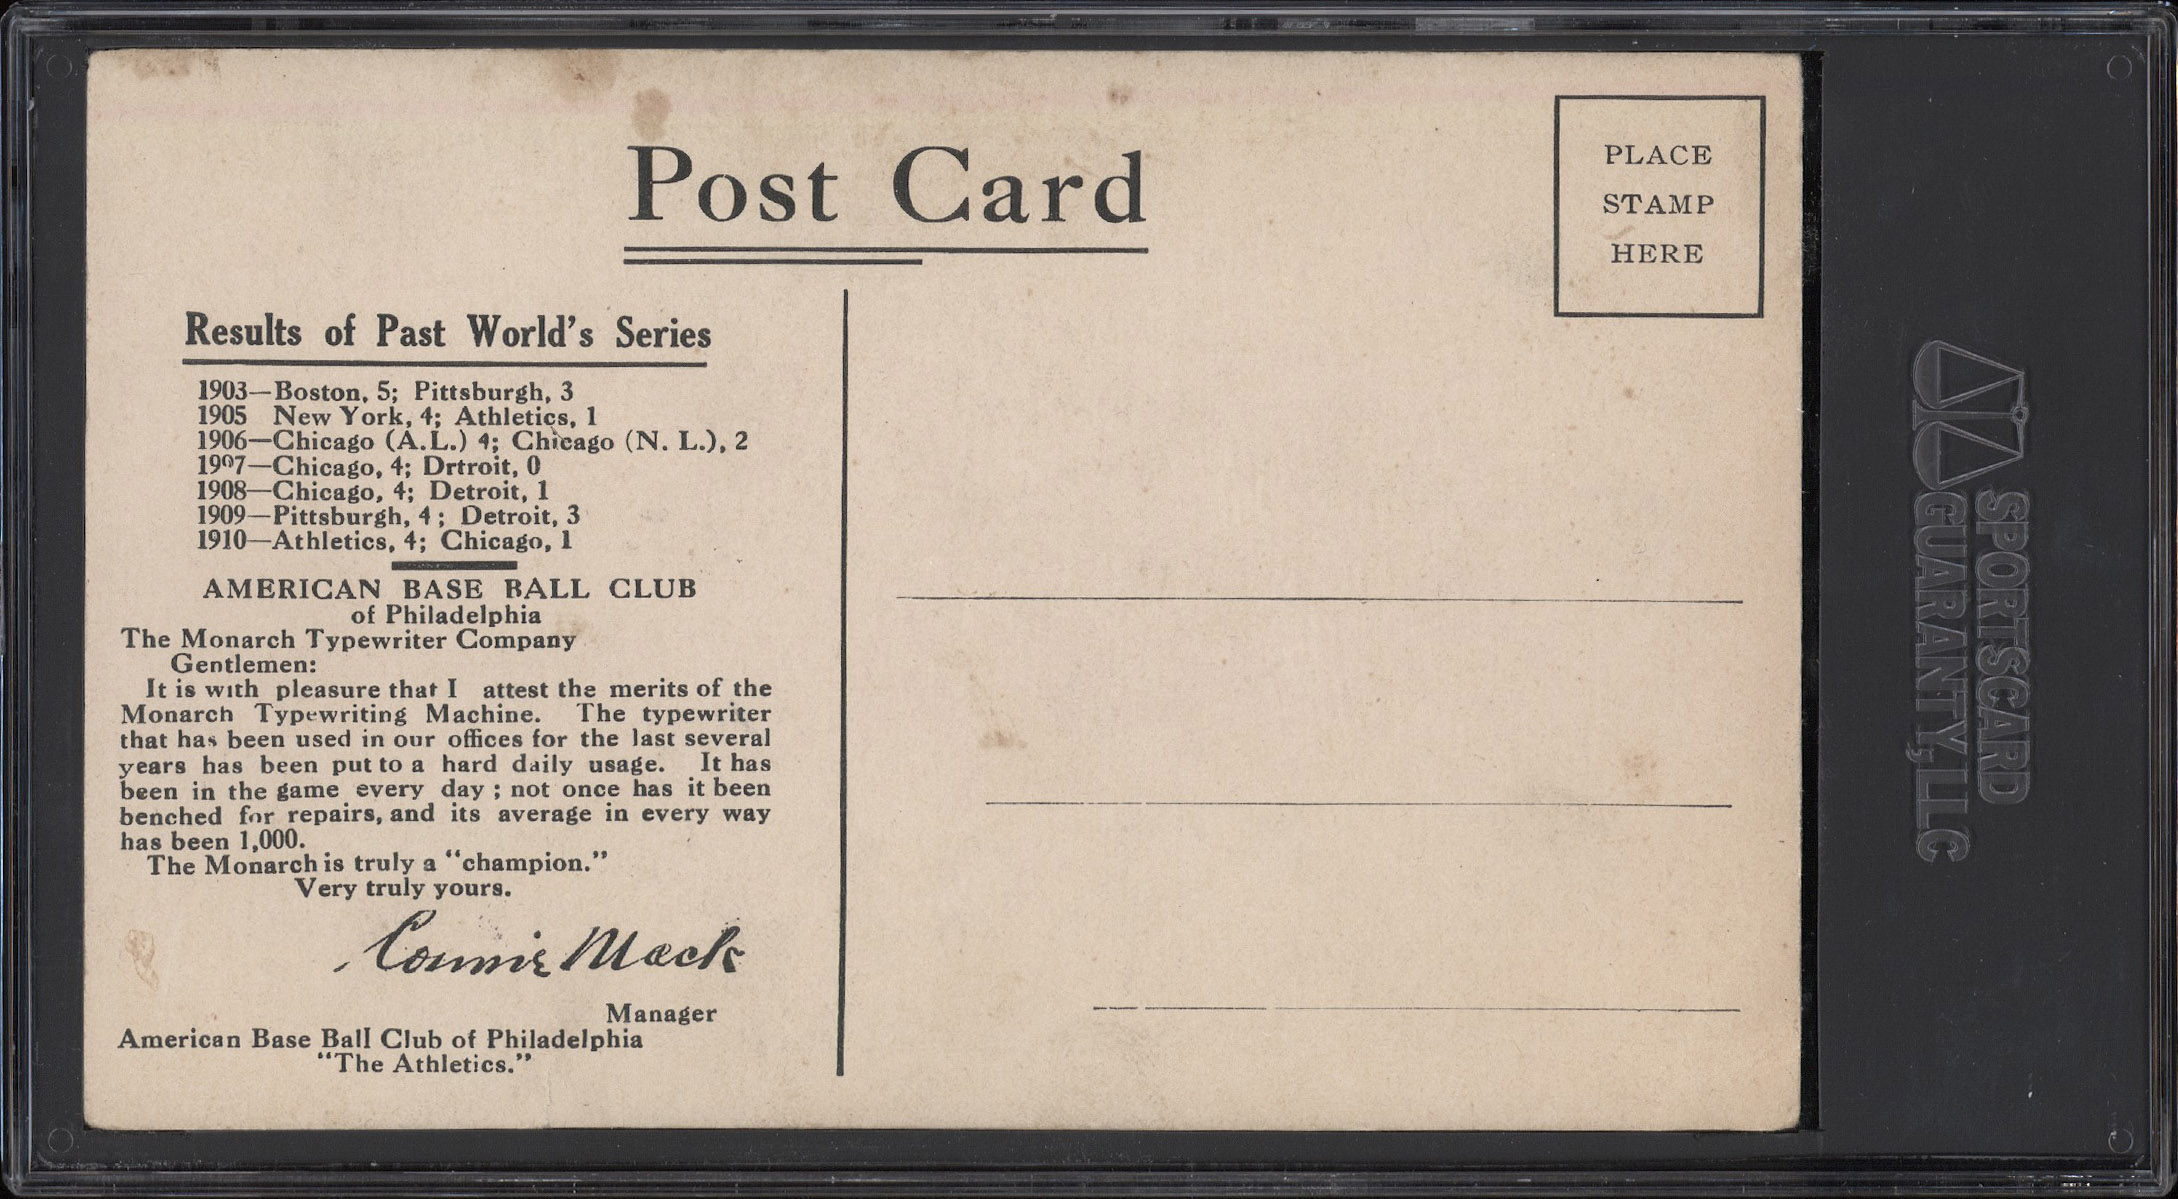 Post Card
PLACE
STAMP
HERE
Results of Past World's Series
1903—Boston, 5; Pittsburgh, 3
1905 New York, 4; Athletics, 1
1906—Chicago (A.L.) 4; Chicago (N. L.), 2
1907—Chicago, 4; Drtroit, 0
1908—Chicago, 4; Detroit, 1
1909—Pittsburgh, 4; Detroit, 3
1910—Athletics, 4; Chicago, 1
AMERICAN BASE BALL CLUB
of Philadelphia
The Monarch Typewriter Company
Gentlemen:
It is with pleasure that I attest the merits of the
Monarch Typewriting Machine. The typewriter
that has been used in our offices for the last several
years has been put to a hard daily usage. It has
been in the game every day; not once has it been
benched for repairs, and its average in every way
has been 1,000.
The Monarch is truly a "champion."
Very truly yours.
Connie Mack
Manager
American Base Ball Club of Philadelphia
"The Athletics."
SPORTSCARD
GUARANTY, LLC